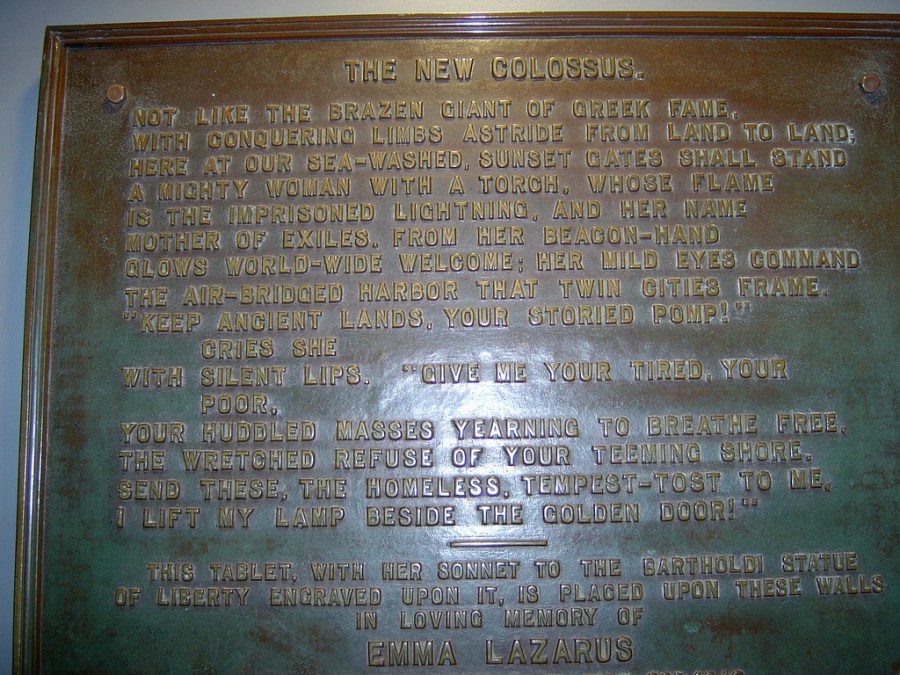 THE NEW COLOSSUS.
NOT LIKE THE BRAZEN GIANT OF GREEK FAME,
WITH CONQUERING LIMBS ASTRIDE FROM LAND TO LAND;
HERE AT OUR SEA-WASHED, SUNSET GATES SHALL STAND
A MIGHTY WOMAN WITH A TORCH, WHOSE FLAME
IS THE IMPRISONED LIGHTNING, AND HER NAME
MOTHER OF EXILES. FROM HER BEACON-HAND
GLOWS WORLD-WIDE WELCOME; HER MILD EYES COMMAND
THE AIR-BRIDGED HARBOR THAT TWIN CITIES FRAME.
"KEEP ANCIENT LANDS, YOUR STORIED POMP!"
CRIES SHE
WITH SILENT LIPS. "GIVE ME YOUR TIRED, YOUR
POOR,
YOUR HUDDLED MASSES YEARNING TO BREATHE FREE,
THE WRETCHED REFUSE OF YOUR TEEMING SHORE.
SEND THESE, THE HOMELESS, TEMPEST-TOST TO ME,
I LIFT MY LAMP BESIDE THE GOLDEN DOOR!"
THIS TABLET, WITH HER SONNET TO THE BARTHOLDI STATUE
OF LIBERTY ENGRAVED UPON IT, IS PLACED UPON THESE WALLS
IN LOVING MEMORY OF
EMMA LAZARUS